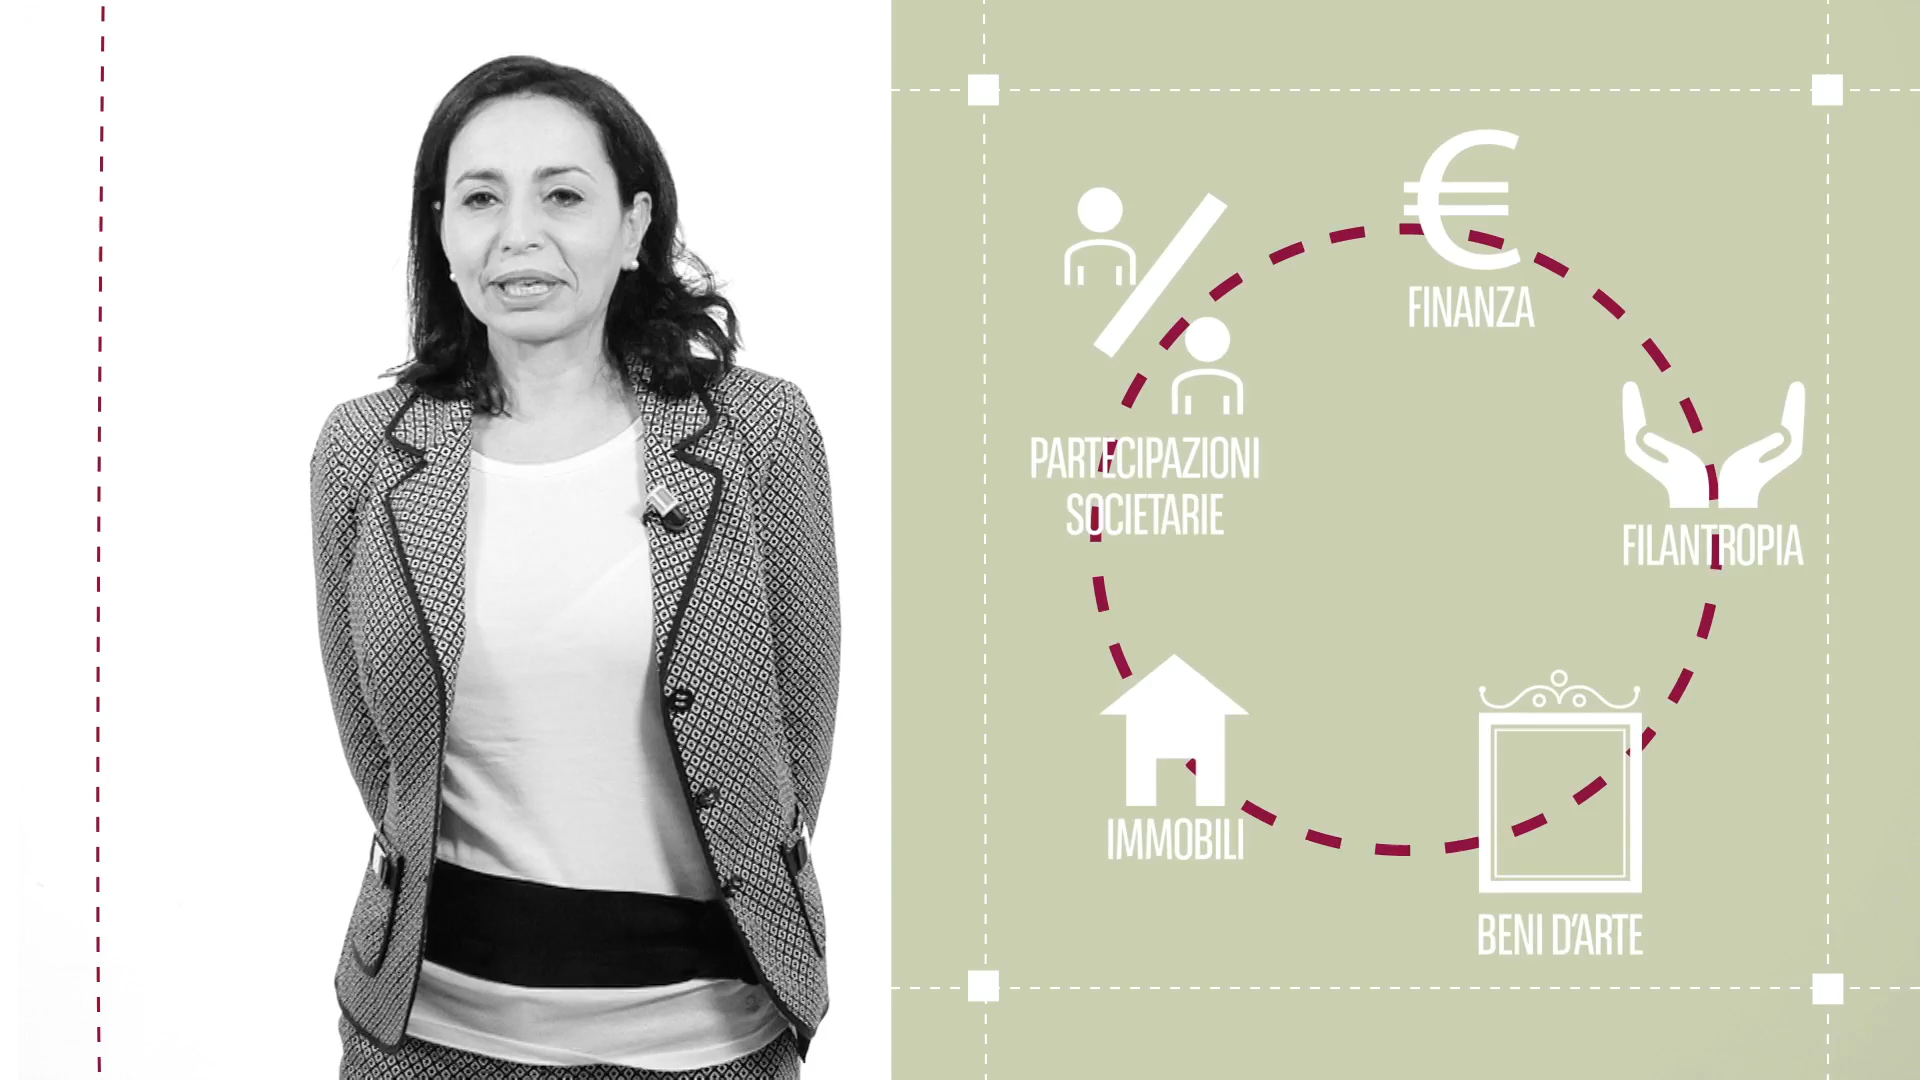 FINANZA
PARTECIPAZIONI
SOCIETARIE
FILANTROPIA
IMMOBILI
BENI D'ARTE